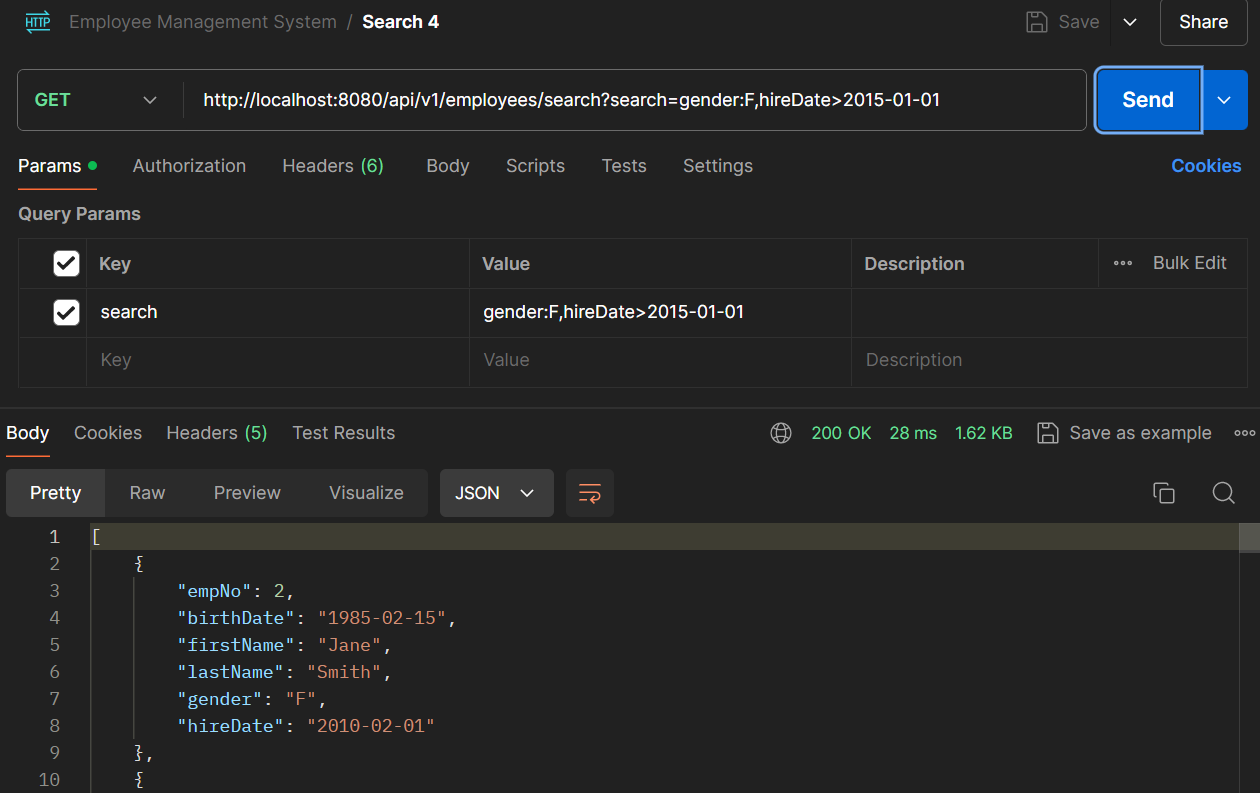 HTTP Employee Management System / Search 4 Save Share
GET http://localhost:8080/api/v1/employees/search?search=gender:F,hireDate>2015-01-01 Send
Params Authorization Headers (6) Body Scripts Tests Settings Cookies
Query Params
Key Value Description Bulk Edit
search gender:F,hireDate>2015-01-01
Key Value Description
Body Cookies Headers (5) Test Results 200 OK 28 ms 1.62 KB Save as example
Pretty Raw Preview Visualize JSON
1 [
2 {
3 "empNo": 2,
4 "birthDate": "1985-02-15",
5 "firstName": "Jane",
6 "lastName": "Smith",
7 "gender": "F",
8 "hireDate": "2010-02-01"
9 },
10 {